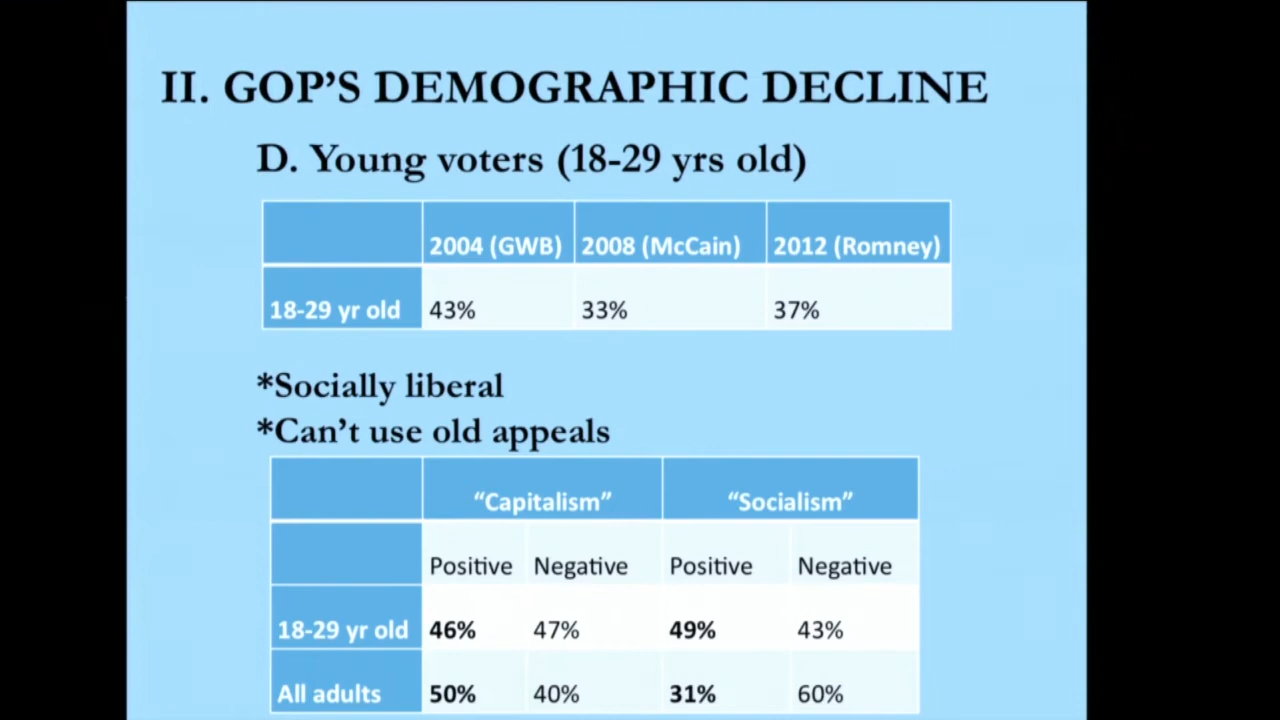 II. GOP’S DEMOGRAPHIC DECLINE
D. Young voters (18-29 yrs old)
2004 (GWB) 2008 (McCain) 2012 (Romney)
18-29 yr old 43% 33% 37%
*Socially liberal
*Can’t use old appeals
“Capitalism” “Socialism”
Positive Negative Positive Negative
18-29 yr old 46% 47% 49% 43%
All adults 50% 40% 31% 60%